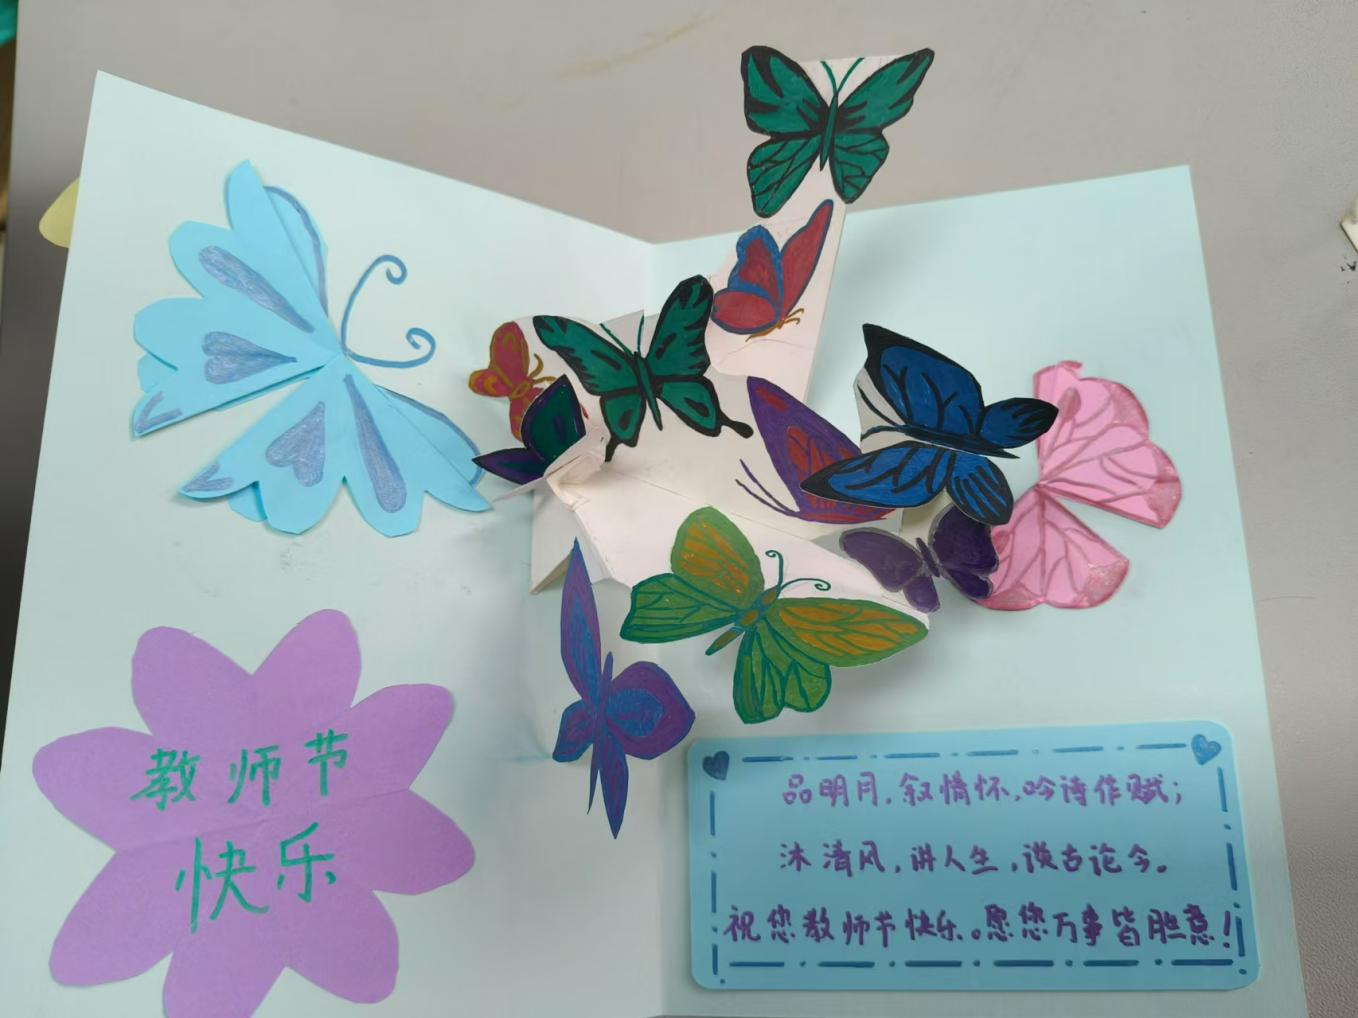 教师节
快乐
品明月，叙情怀，吟诗作赋；
沐清风，讲人生，谈古论今。
祝您教师节快乐。愿您万事皆胜意！